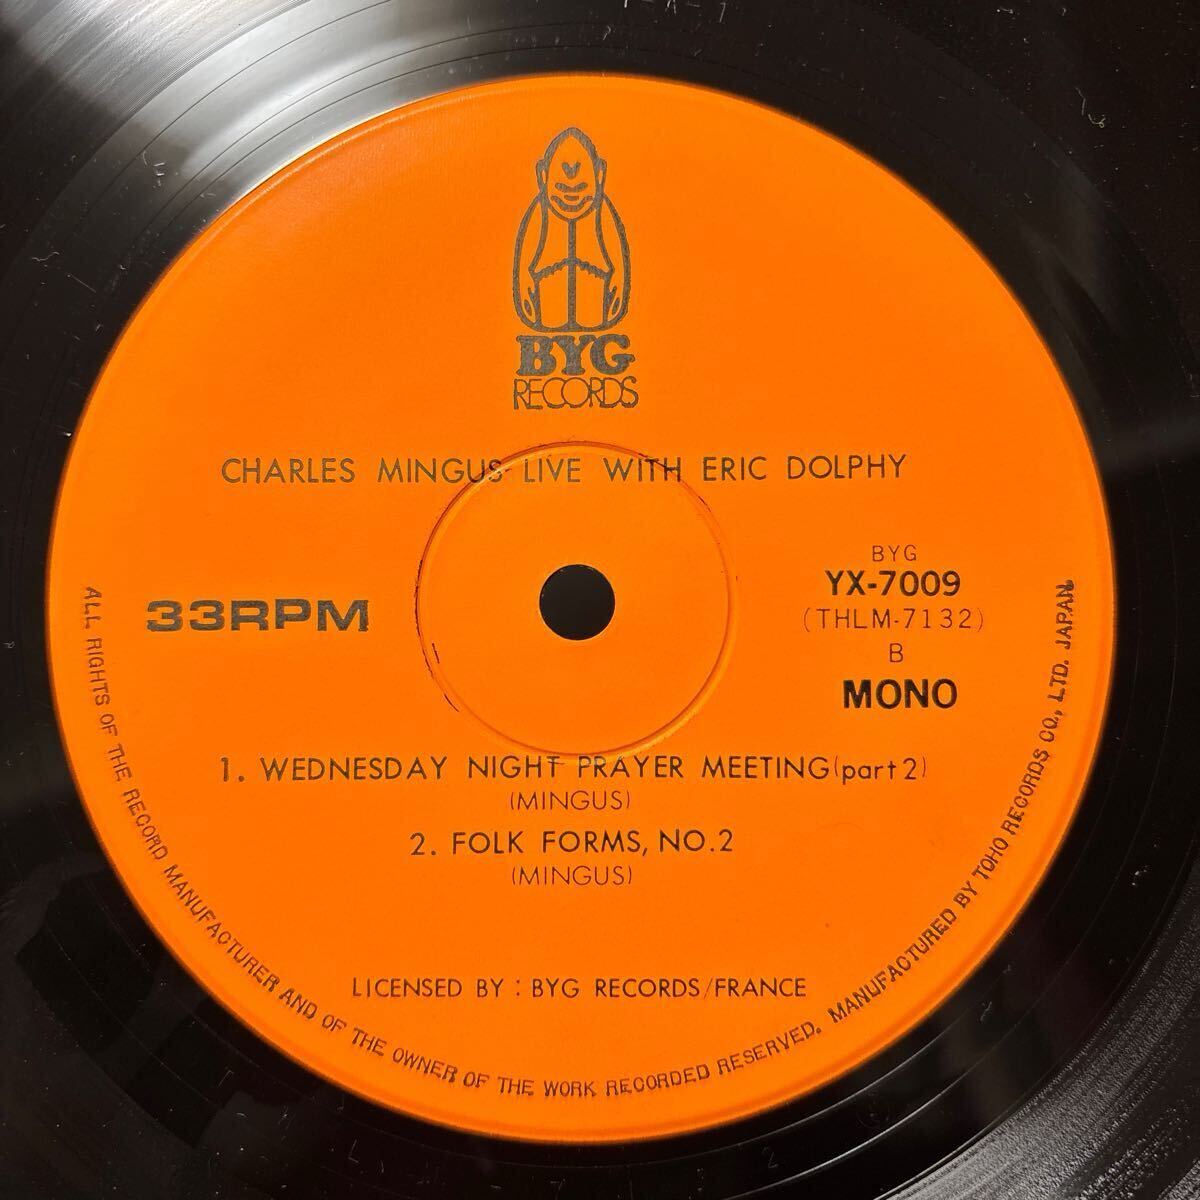 BYG
RECORDS
CHARLES MINGUS LIVE WITH ERIC DOLPHY
33RPM
BYG
YX-7009
(THLM-7132)
B
MONO
1. WEDNESDAY NIGHT PRAYER MEETING (part 2)
(MINGUS)
2. FOLK FORMS, NO.2
(MINGUS)
LICENSED BY : BYG RECORDS/FRANCE
ALL RIGHTS OF THE RECORD MANUFACTURER AND OF THE OWNER OF THE WORK RECORDED RESERVED. MANUFACTURED BY TOHO RECORDS CO., LTD. JAPAN